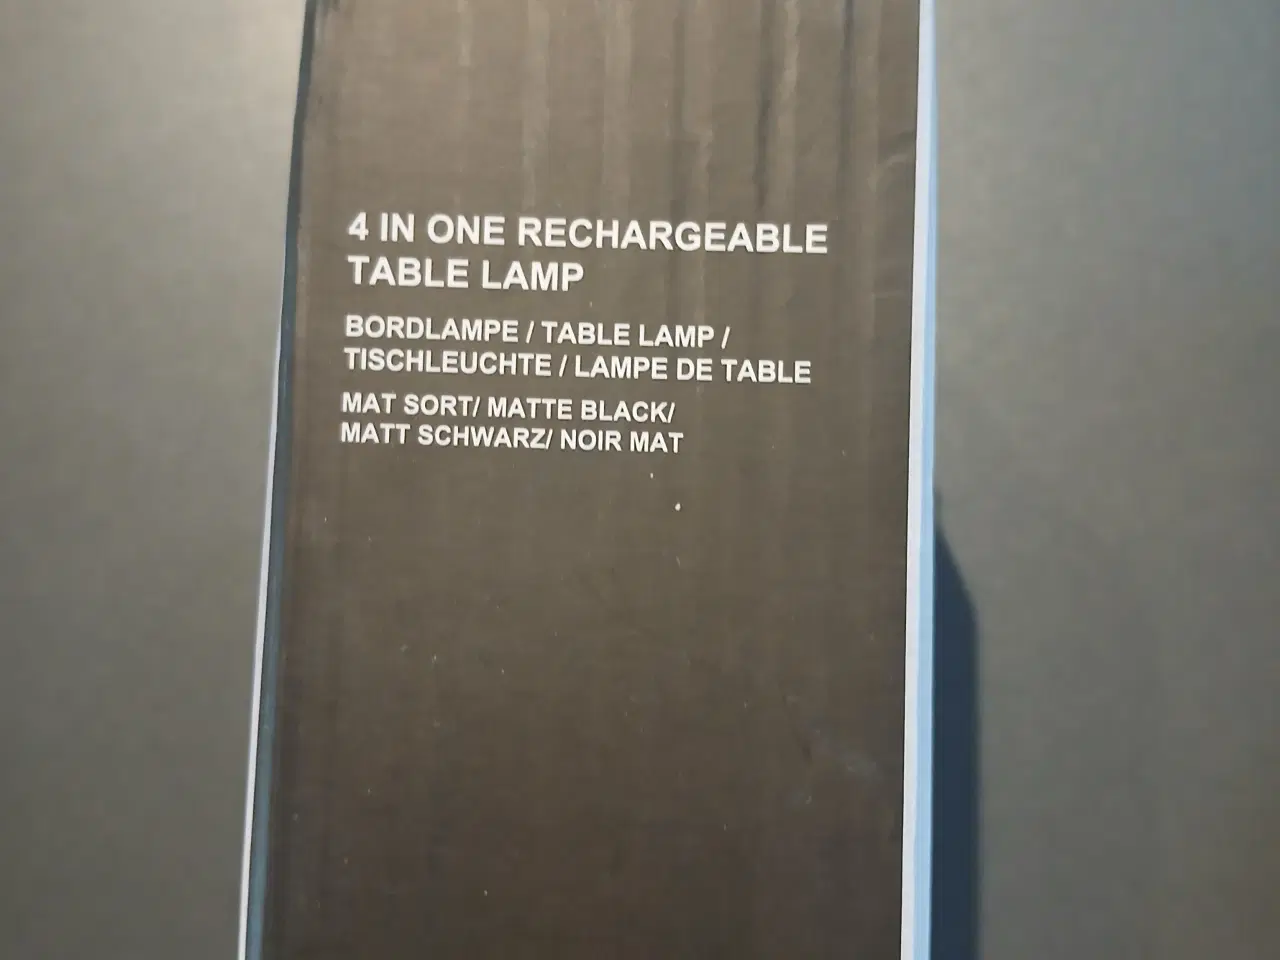 4 IN ONE RECHARGEABLE
TABLE LAMP
BORDLAMPE / TABLE LAMP /
TISCHLEUCHTE / LAMPE DE TABLE
MAT SORT/ MATTE BLACK/
MATT SCHWARZ/ NOIR MAT